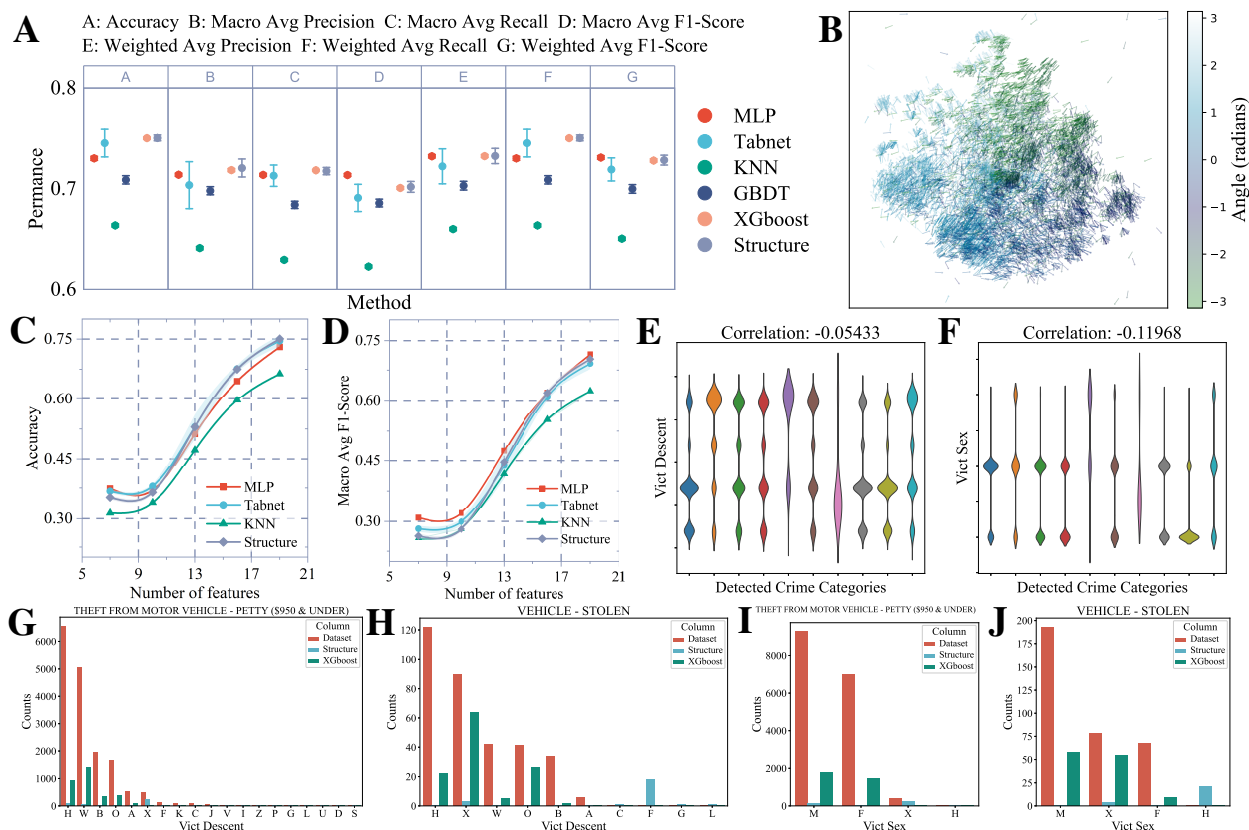 A
A: Accuracy B: Macro Avg Precision C: Macro Avg Recall D: Macro Avg F1-Score
E: Weighted Avg Precision F: Weighted Avg Recall G: Weighted Avg F1-Score
A B C D E F G
0.8
0.7
0.6
Permance
Method
MLP
Tabnet
KNN
GBDT
XGboost
Structure
B
3
2
1
0
−1
−2
−3
Angle (radians)
C
0.75
0.60
0.45
0.30
Accuracy
MLP
Tabnet
KNN
Structure
5 9 13 17 21
Number of features
D
0.75
0.60
0.45
0.30
Macro Avg F1-Score
MLP
Tabnet
KNN
Structure
5 9 13 17 21
Number of features
E
Correlation: -0.05433
Vict Descent
Detected Crime Categories
F
Correlation: -0.11968
Vict Sex
Detected Crime Categories
G
THEFT FROM MOTOR VEHICLE - PETTY ($950 & UNDER)
Column
Dataset
Structure
XGboost
6000
5000
4000
3000
2000
1000
0
Counts
H W B O A X F K C J V I Z P G L U D S
Vict Descent
H
VEHICLE - STOLEN
Column
Dataset
Structure
XGboost
120
100
80
60
40
20
0
Counts
H X W O B A C F G L
Vict Descent
I
THEFT FROM MOTOR VEHICLE - PETTY ($950 & UNDER)
Column
Dataset
Structure
XGboost
8000
6000
4000
2000
0
Counts
M F X H
Vict Sex
J
VEHICLE - STOLEN
Column
Dataset
Structure
XGboost
200
175
150
125
100
75
50
25
0
Counts
M X F H
Vict Sex